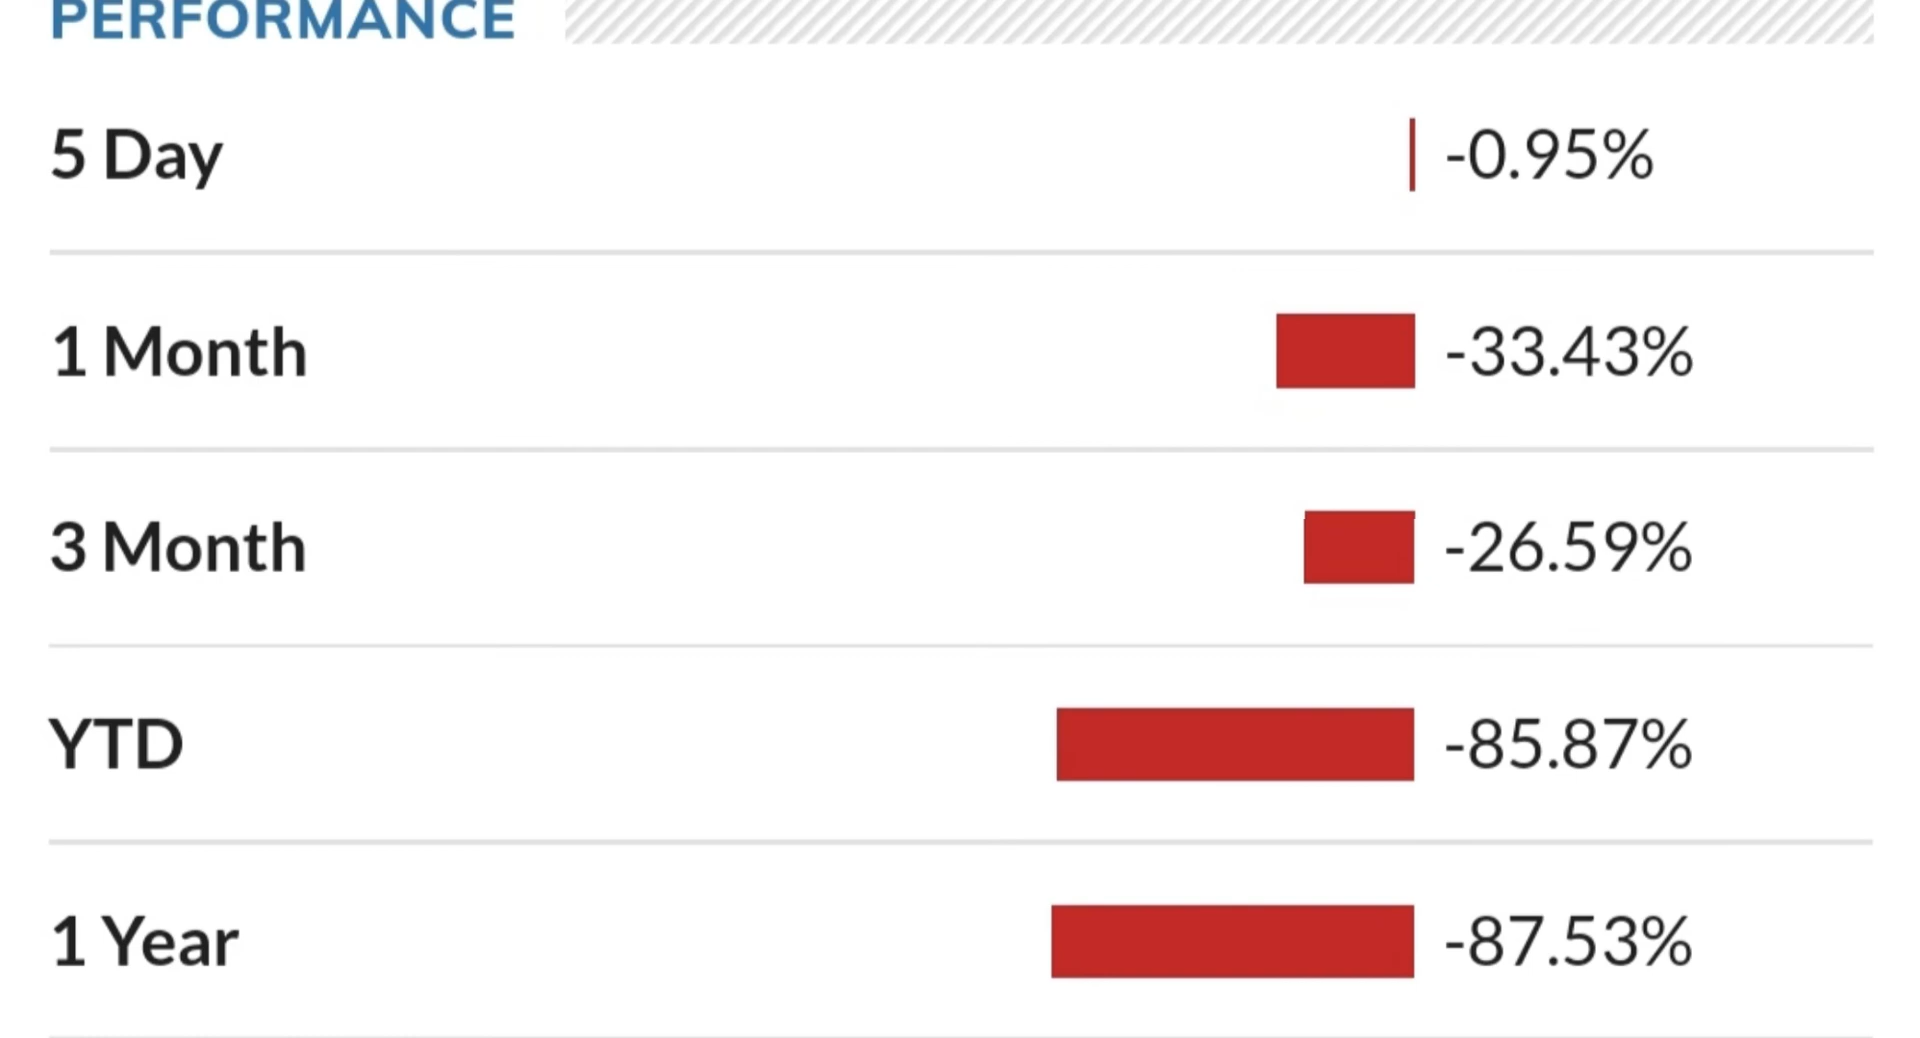 PERFORMANCE
5 Day -0.95%
1 Month -33.43%
3 Month -26.59%
YTD -85.87%
1 Year -87.53%